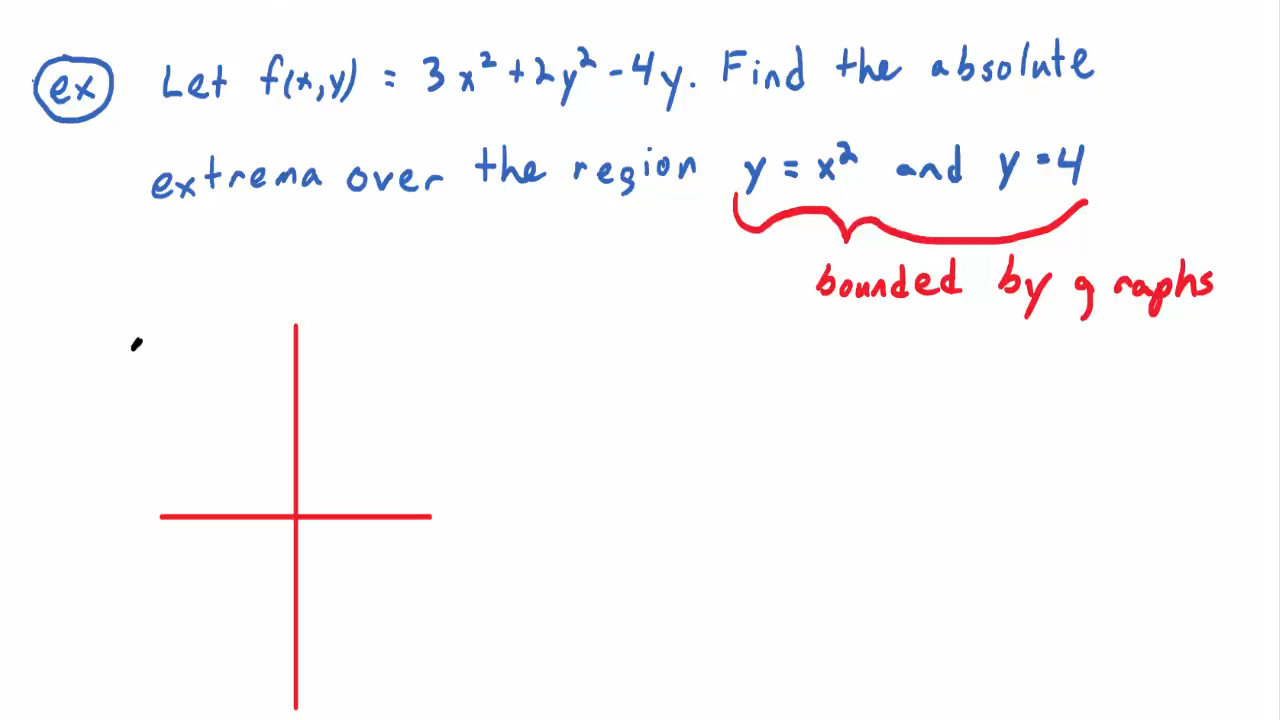 ex Let f(x,y) = 3x² + 2y² - 4y. Find the absolute
extrema over the region y = x² and y = 4
bounded by graphs